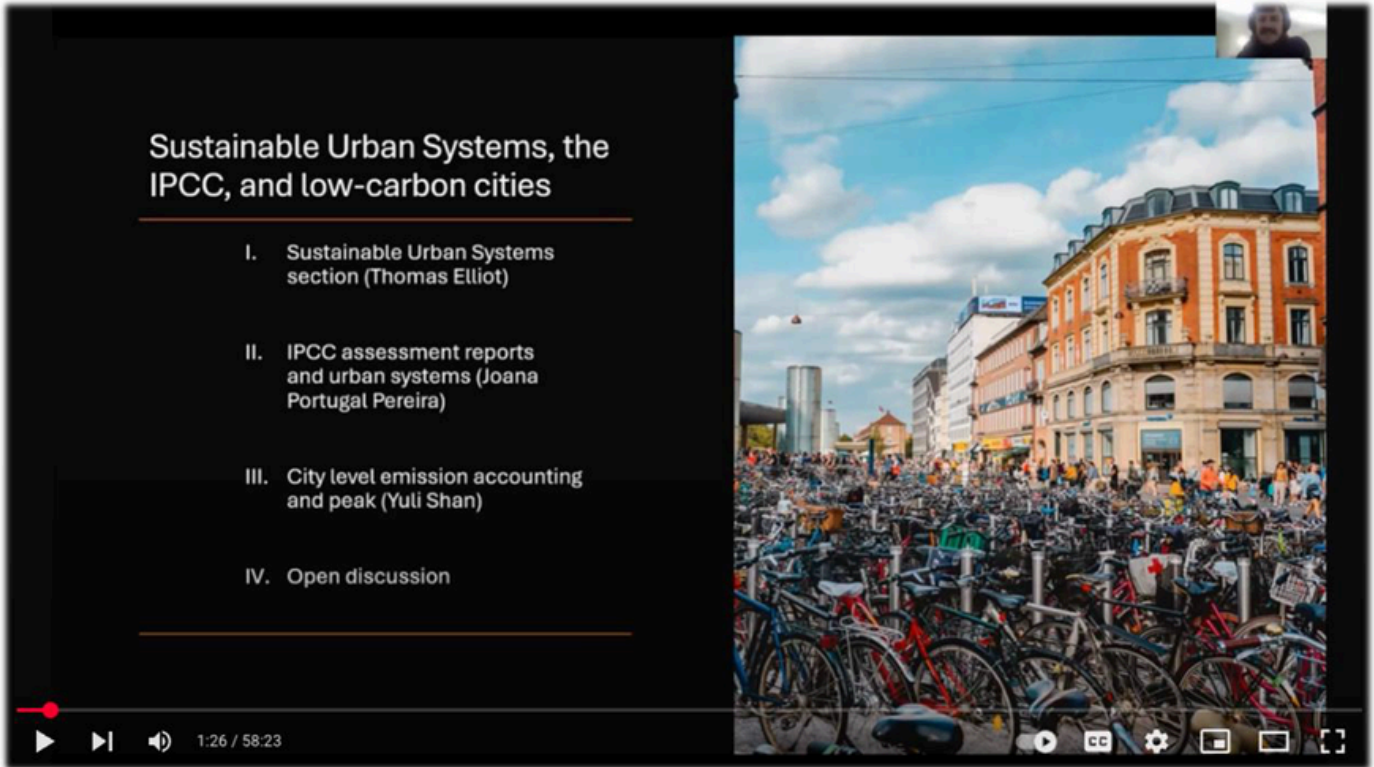 Sustainable Urban Systems, the
IPCC, and low-carbon cities
I. Sustainable Urban Systems
section (Thomas Elliot)
II. IPCC assessment reports
and urban systems (Joana
Portugal Pereira)
III. City level emission accounting
and peak (Yuli Shan)
IV. Open discussion
1:26 / 58:23
CC